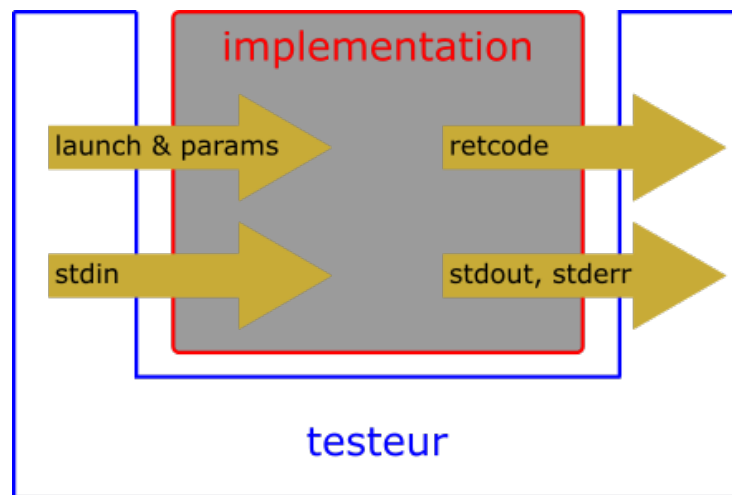 implementation
launch & params
retcode
stdin
stdout, stderr
testeur